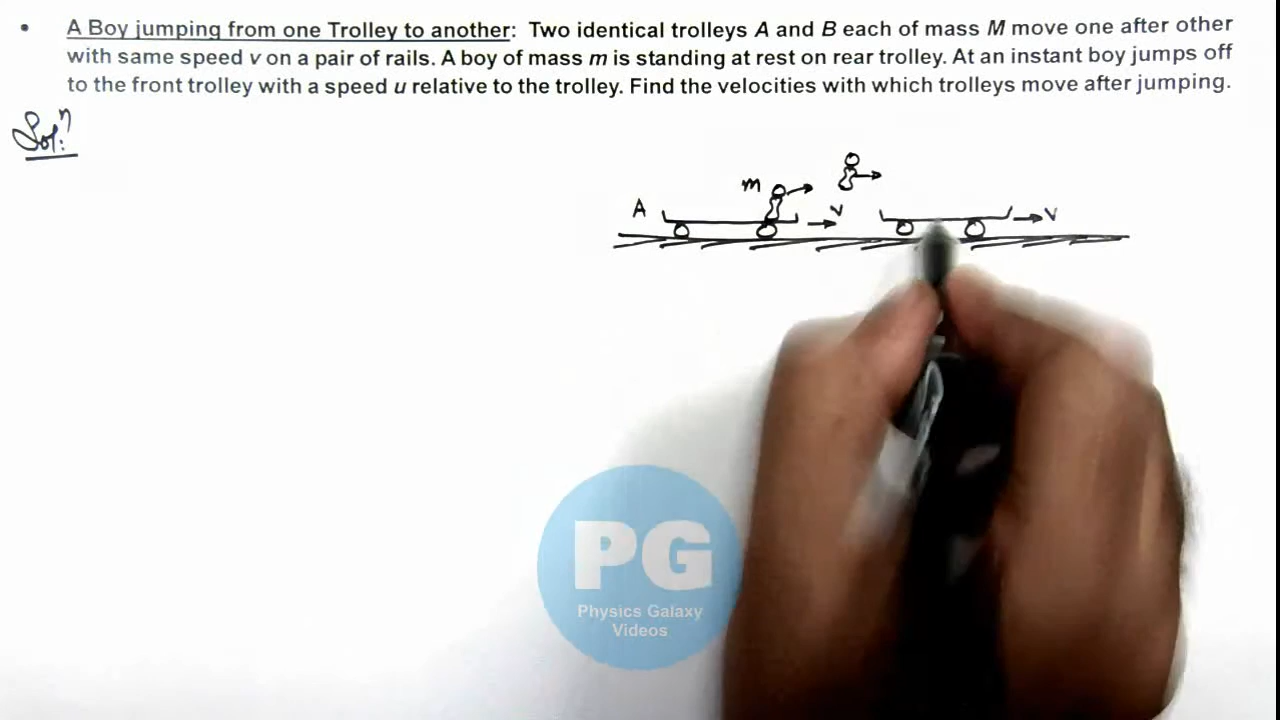 • A Boy jumping from one Trolley to another: Two identical trolleys A and B each of mass M move one after other
with same speed v on a pair of rails. A boy of mass m is standing at rest on rear trolley. At an instant boy jumps off
to the front trolley with a speed u relative to the trolley. Find the velocities with which trolleys move after jumping.
Solⁿ:
m
A
v
v
PG
Physics Galaxy
Videos